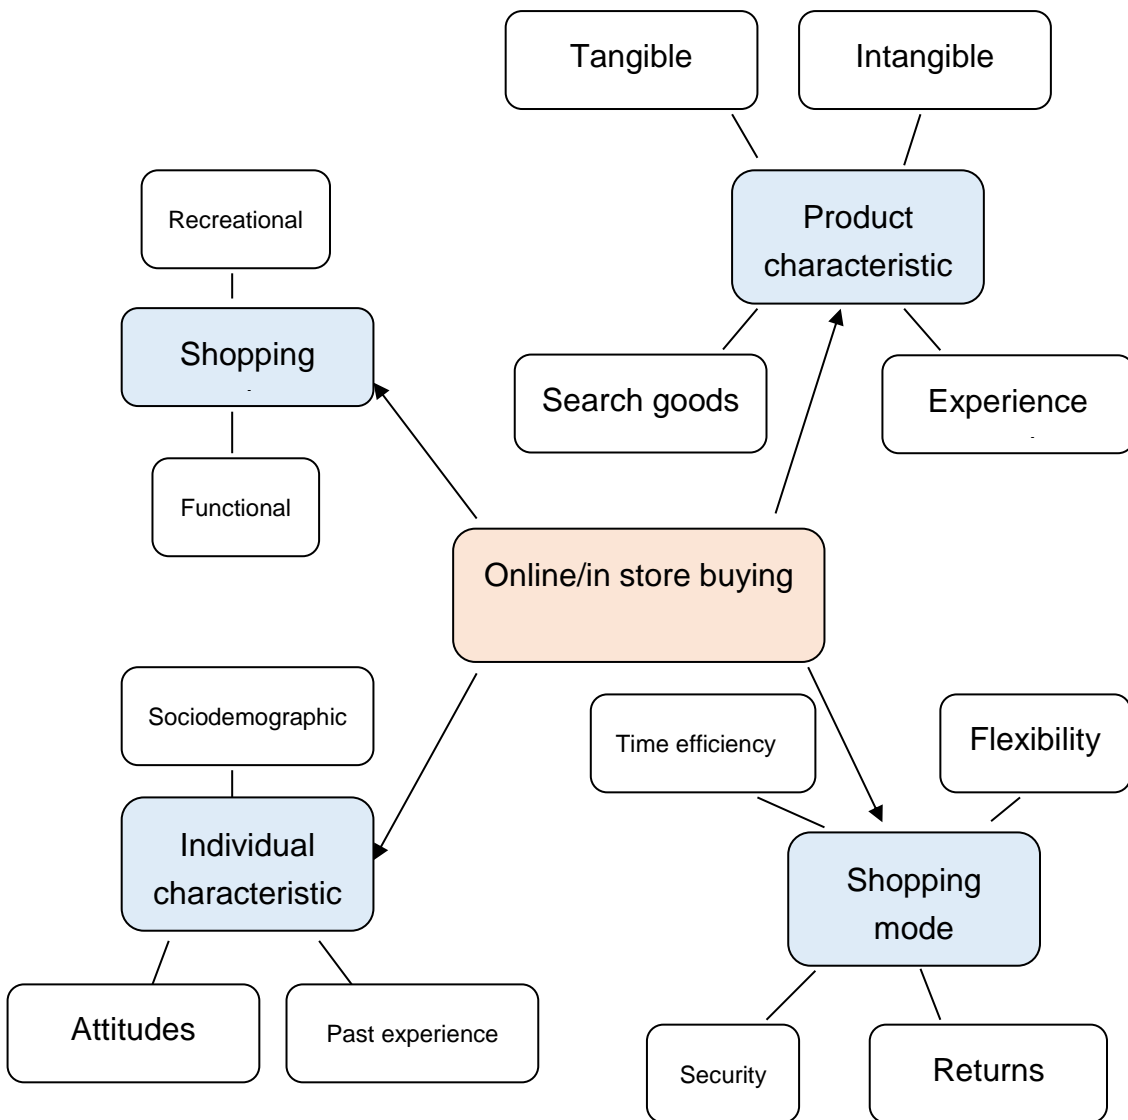 Tangible
Intangible
Recreational
Product
characteristic
Shopping
Search goods
Experience
Functional
Online/in store buying
Sociodemographic
Time efficiency
Flexibility
Individual
characteristic
Shopping
mode
Attitudes
Past experience
Security
Returns